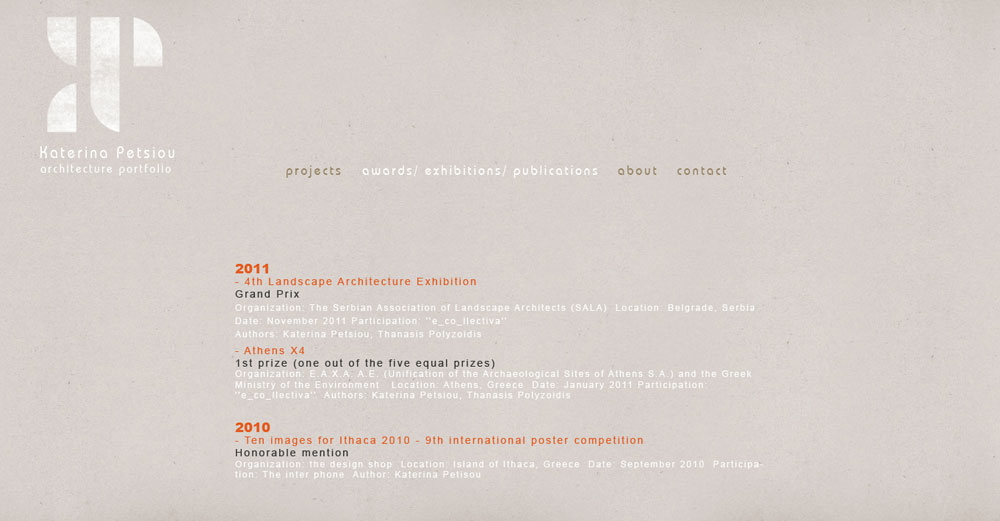 Katerina Petsiou
architecture portfolio
projects awards/ exhibitions/ publications about contact
2011
- 4th Landscape Architecture Exhibition
Grand Prix
Organization: The Serbian Association of Landscape Architects (SALA) Location: Belgrade, Serbia
Date: November 2011 Participation: "e_co_llectiva"
Authors: Katerina Petsiou, Thanasis Polyzoidis
- Athens X4
1st prize (one out of the five equal prizes)
Organization: E.A.X.A. A.E. (Unification of the Archaeological Sites of Athens S.A.) and the Greek
Ministry of the Environment Location: Athens, Greece Date: January 2011 Participation:
"e_co_llectiva". Authors: Katerina Petsiou, Thanasis Polyzoidis
2010
- Ten images for Ithaca 2010 - 9th international poster competition
Honorable mention
Organization: the design shop Location: Island of Ithaca, Greece Date: September 2010 Participa-
tion: The inter phone. Author: Katerina Petisou